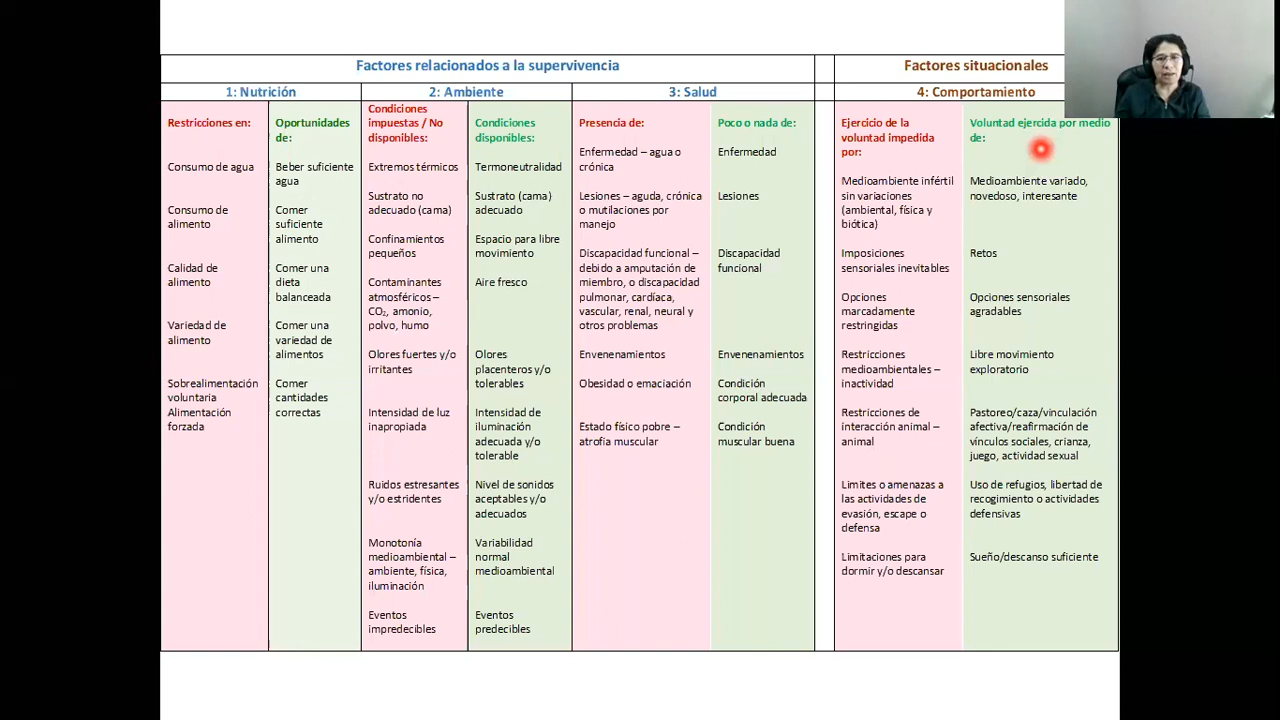 Factores relacionados a la supervivencia
Factores situacionales
1: Nutrición
2: Ambiente
3: Salud
4: Comportamiento
Restricciones en:
Consumo de agua
Consumo de
alimento
Calidad de
alimento
Variedad de
alimento
Sobrealimentación
voluntaria
Alimentación
forzada
Oportunidades
de:
Beber suficiente
agua
Comer
suficiente
alimento
Comer una
dieta
balanceada
Comer una
variedad de
alimentos
Comer
cantidades
correctas
Condiciones
impuestas / No
disponibles:
Extremos térmicos
Sustrato no
adecuado (cama)
Confinamientos
pequeños
Contaminantes
atmosféricos –
CO₂, amonio,
polvo, humo
Olores fuertes y/o
irritantes
Intensidad de luz
inapropiada
Ruidos estresantes
y/o estridentes
Monotonía
medioambiental –
ambiente, física,
iluminación
Eventos
impredecibles
Condiciones
disponibles:
Termoneutralidad
Sustrato (cama)
adecuado
Espacio para libre
movimiento
Aire fresco
Olores
placenteros y/o
tolerables
Intensidad de
iluminación
adecuada y/o
tolerable
Nivel de sonidos
aceptables y/o
adecuados
Variabilidad
normal
medioambiental
Eventos
predecibles
Presencia de:
Enfermedad – agua o
crónica
Lesiones – aguda, crónica
o mutilaciones por
manejo
Discapacidad funcional –
debido a amputación de
miembro, o discapacidad
pulmonar, cardíaca,
vascular, renal, neural y
otros problemas
Envenenamientos
Obesidad o emaciación
Estado físico pobre –
atrofia muscular
Poco o nada de:
Enfermedad
Lesiones
Discapacidad
funcional
Envenenamientos
Condición
corporal adecuada
Condición
muscular buena
Ejercicio de la
voluntad impedida
por:
Medioambiente infértil
sin variaciones
(ambiental, física y
biótica)
Imposiciones
sensoriales inevitables
Opciones
marcadamente
restringidas
Restricciones
medioambientales –
inactividad
Restricciones de
interacción animal –
animal
Limites o amenazas a
las actividades de
evasión, escape o
defensa
Limitaciones para
dormir y/o descansar
Voluntad ejercida por medio
de:
Medioambiente variado,
novedoso, interesante
Retos
Opciones sensoriales
agradables
Libre movimiento
exploratorio
Pastoreo/caza/vinculación
afectiva/reafirmación de
vínculos sociales, crianza,
juego, actividad sexual
Uso de refugios, libertad de
recogimiento o actividades
defensivas
Sueño/descanso suficiente